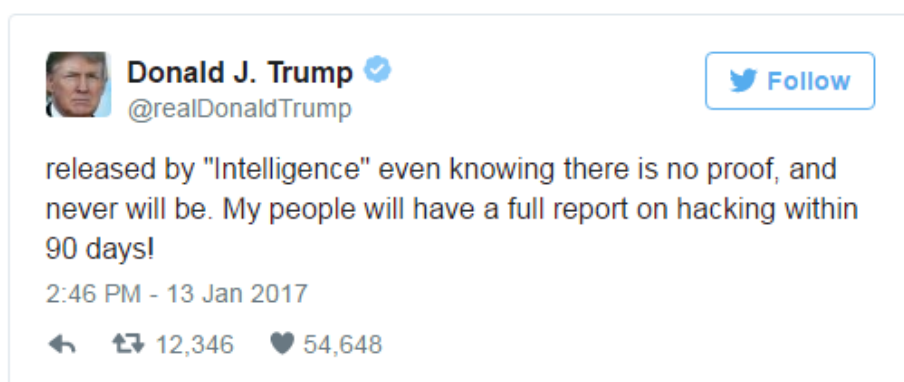 Donald J. Trump
Follow
@realDonaldTrump
released by "Intelligence" even knowing there is no proof, and
never will be. My people will have a full report on hacking within
90 days!
2:46 PM - 13 Jan 2017
12,346 54,648